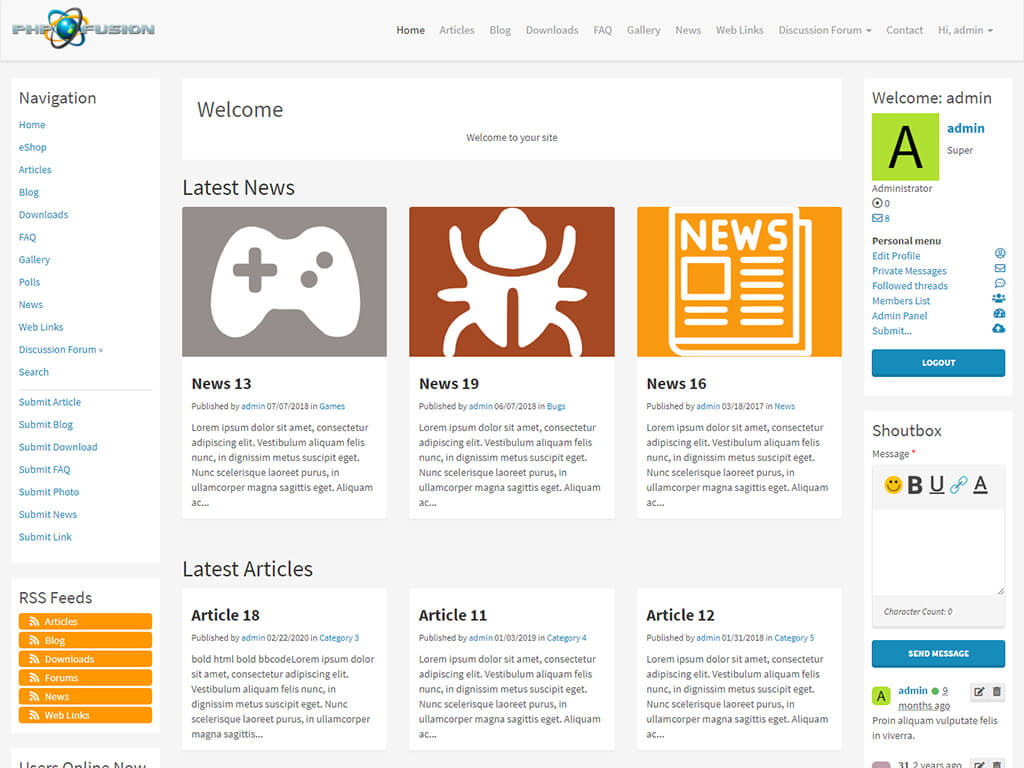 PHP FUSION
Home Articles Blog Downloads FAQ Gallery News Web Links Discussion Forum Contact Hi, admin
Navigation
Home
eShop
Articles
Blog
Downloads
FAQ
Gallery
Polls
News
Web Links
Discussion Forum »
Search
Submit Article
Submit Blog
Submit Download
Submit FAQ
Submit Photo
Submit News
Submit Link
RSS Feeds
Articles
Blog
Downloads
Forums
News
Web Links
Users Online Now
Welcome
Welcome to your site
Latest News
News 13
Published by admin 07/07/2018 in Games
Lorem ipsum dolor sit amet, consectetur
adipiscing elit. Vestibulum aliquam felis
nunc, in dignissim metus suscipit eget.
Nunc scelerisque laoreet purus, in
ullamcorper magna sagittis eget. Aliquam
ac...
News 19
Published by admin 06/07/2018 in Bugs
Lorem ipsum dolor sit amet, consectetur
adipiscing elit. Vestibulum aliquam felis
nunc, in dignissim metus suscipit eget.
Nunc scelerisque laoreet purus, in
ullamcorper magna sagittis eget. Aliquam
ac...
NEWS
News 16
Published by admin 03/18/2017 in News
Lorem ipsum dolor sit amet, consectetur
adipiscing elit. Vestibulum aliquam felis
nunc, in dignissim metus suscipit eget.
Nunc scelerisque laoreet purus, in
ullamcorper magna sagittis eget. Aliquam
ac...
Latest Articles
Article 18
Published by admin 02/22/2020 in Category 3
bold html bold bbcodeLorem ipsum dolor
sit amet, consectetur adipiscing elit.
Vestibulum aliquam felis nunc, in
dignissim metus suscipit eget. Nunc
scelerisque laoreet purus, in ullamcorper
magna sagittis...
Article 11
Published by admin 01/03/2019 in Category 4
Lorem ipsum dolor sit amet, consectetur
adipiscing elit. Vestibulum aliquam felis
nunc, in dignissim metus suscipit eget.
Nunc scelerisque laoreet purus, in
ullamcorper magna sagittis eget. Aliquam
ac...
Article 12
Published by admin 01/31/2018 in Category 5
Lorem ipsum dolor sit amet, consectetur
adipiscing elit. Vestibulum aliquam felis
nunc, in dignissim metus suscipit eget.
Nunc scelerisque laoreet purus, in
ullamcorper magna sagittis eget. Aliquam
ac...
Welcome: admin
A
admin
Super
Administrator
0
8
Personal menu
Edit Profile
Private Messages
Followed threads
Members List
Admin Panel
Submit...
LOGOUT
Shoutbox
Message *
B U A
Character Count: 0
SEND MESSAGE
A
admin 9
months ago
Proin aliquam vulputate felis
in viverra.
31 2 years ago